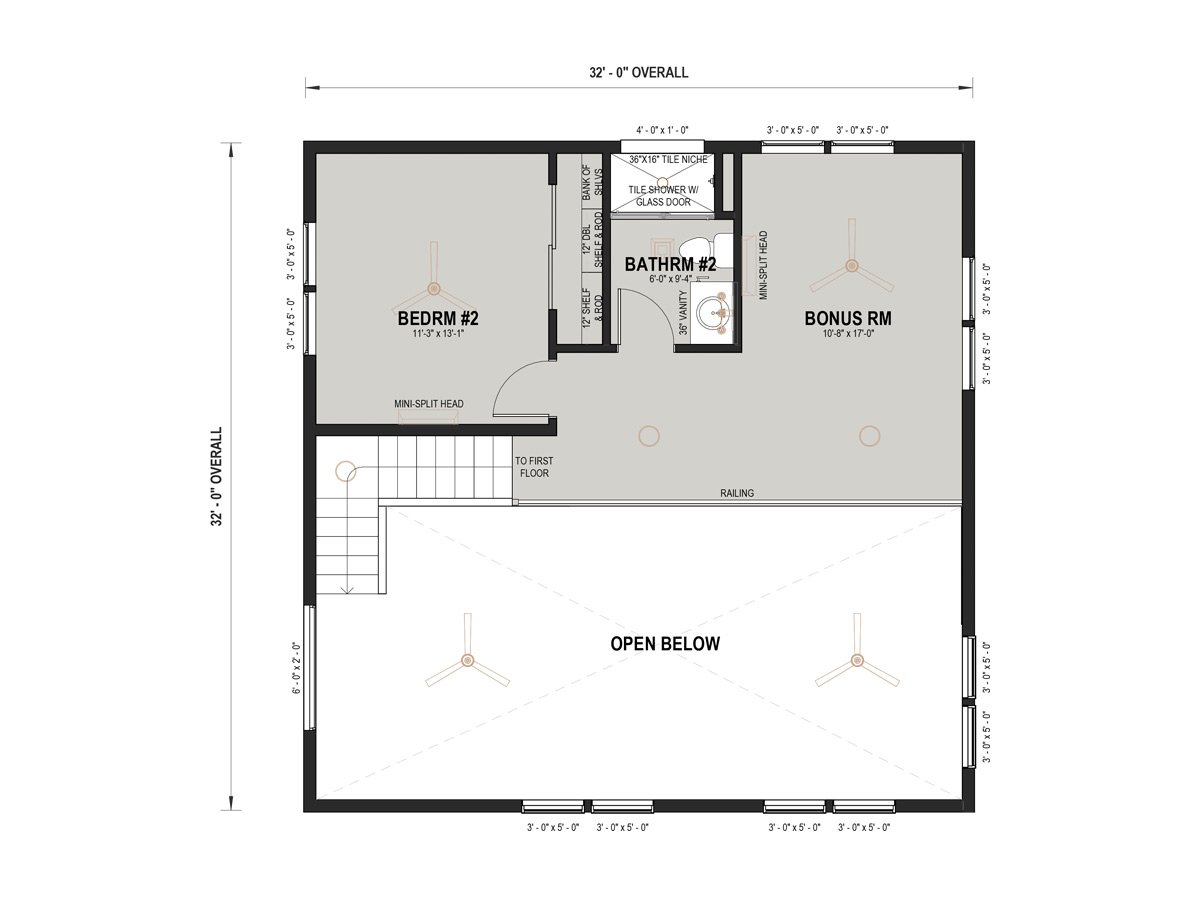 32' - 0" OVERALL
4' - 0" x 1' - 0"
3' - 0" x 5' - 0"
3' - 0" x 5' - 0"
36"X16" TILE NICHE
TILE SHOWER W/
GLASS DOOR
BANK OF
SHLVS
12" DBL
SHELF & ROD
12" SHELF
& ROD
3' - 0" x 5' - 0"
3' - 0" x 5' - 0"
BEDRM #2
11'-3" x 13'-1"
MINI-SPLIT HEAD
BATHRM #2
6'-0" x 9'-4"
36" VANITY
MINI-SPLIT HEAD
BONUS RM
10'-8" x 17'-0"
3' - 0" x 5' - 0"
3' - 0" x 5' - 0"
32' - 0" OVERALL
TO FIRST
FLOOR
RAILING
OPEN BELOW
6' - 0" x 2' - 0"
3' - 0" x 5' - 0"
3' - 0" x 5' - 0"
3' - 0" x 5' - 0"
3' - 0" x 5' - 0"
3' - 0" x 5' - 0"
3' - 0" x 5' - 0"